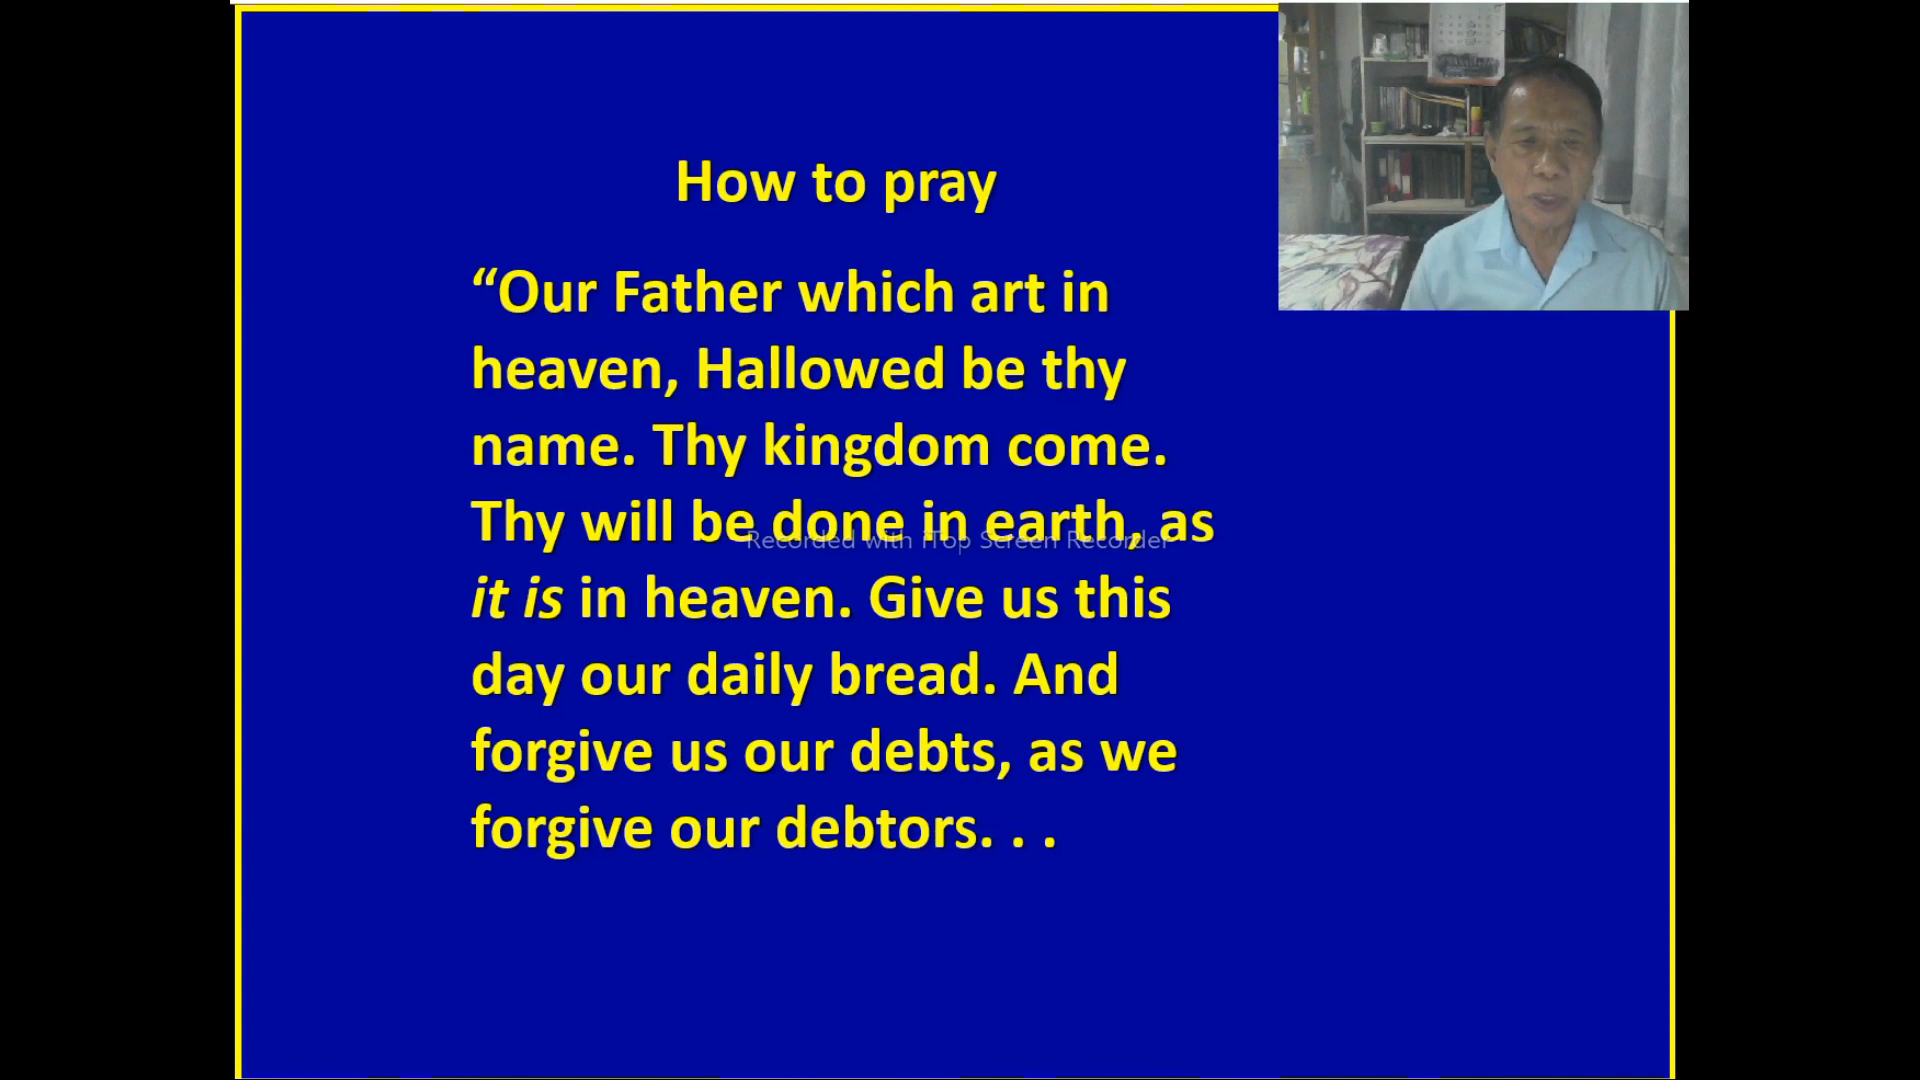 How to pray
“Our Father which art in
heaven, Hallowed be thy
name. Thy kingdom come.
Thy will be done in earth, as
it is in heaven. Give us this
day our daily bread. And
forgive us our debts, as we
forgive our debtors. . .
Recorded with iTop Screen Recorder